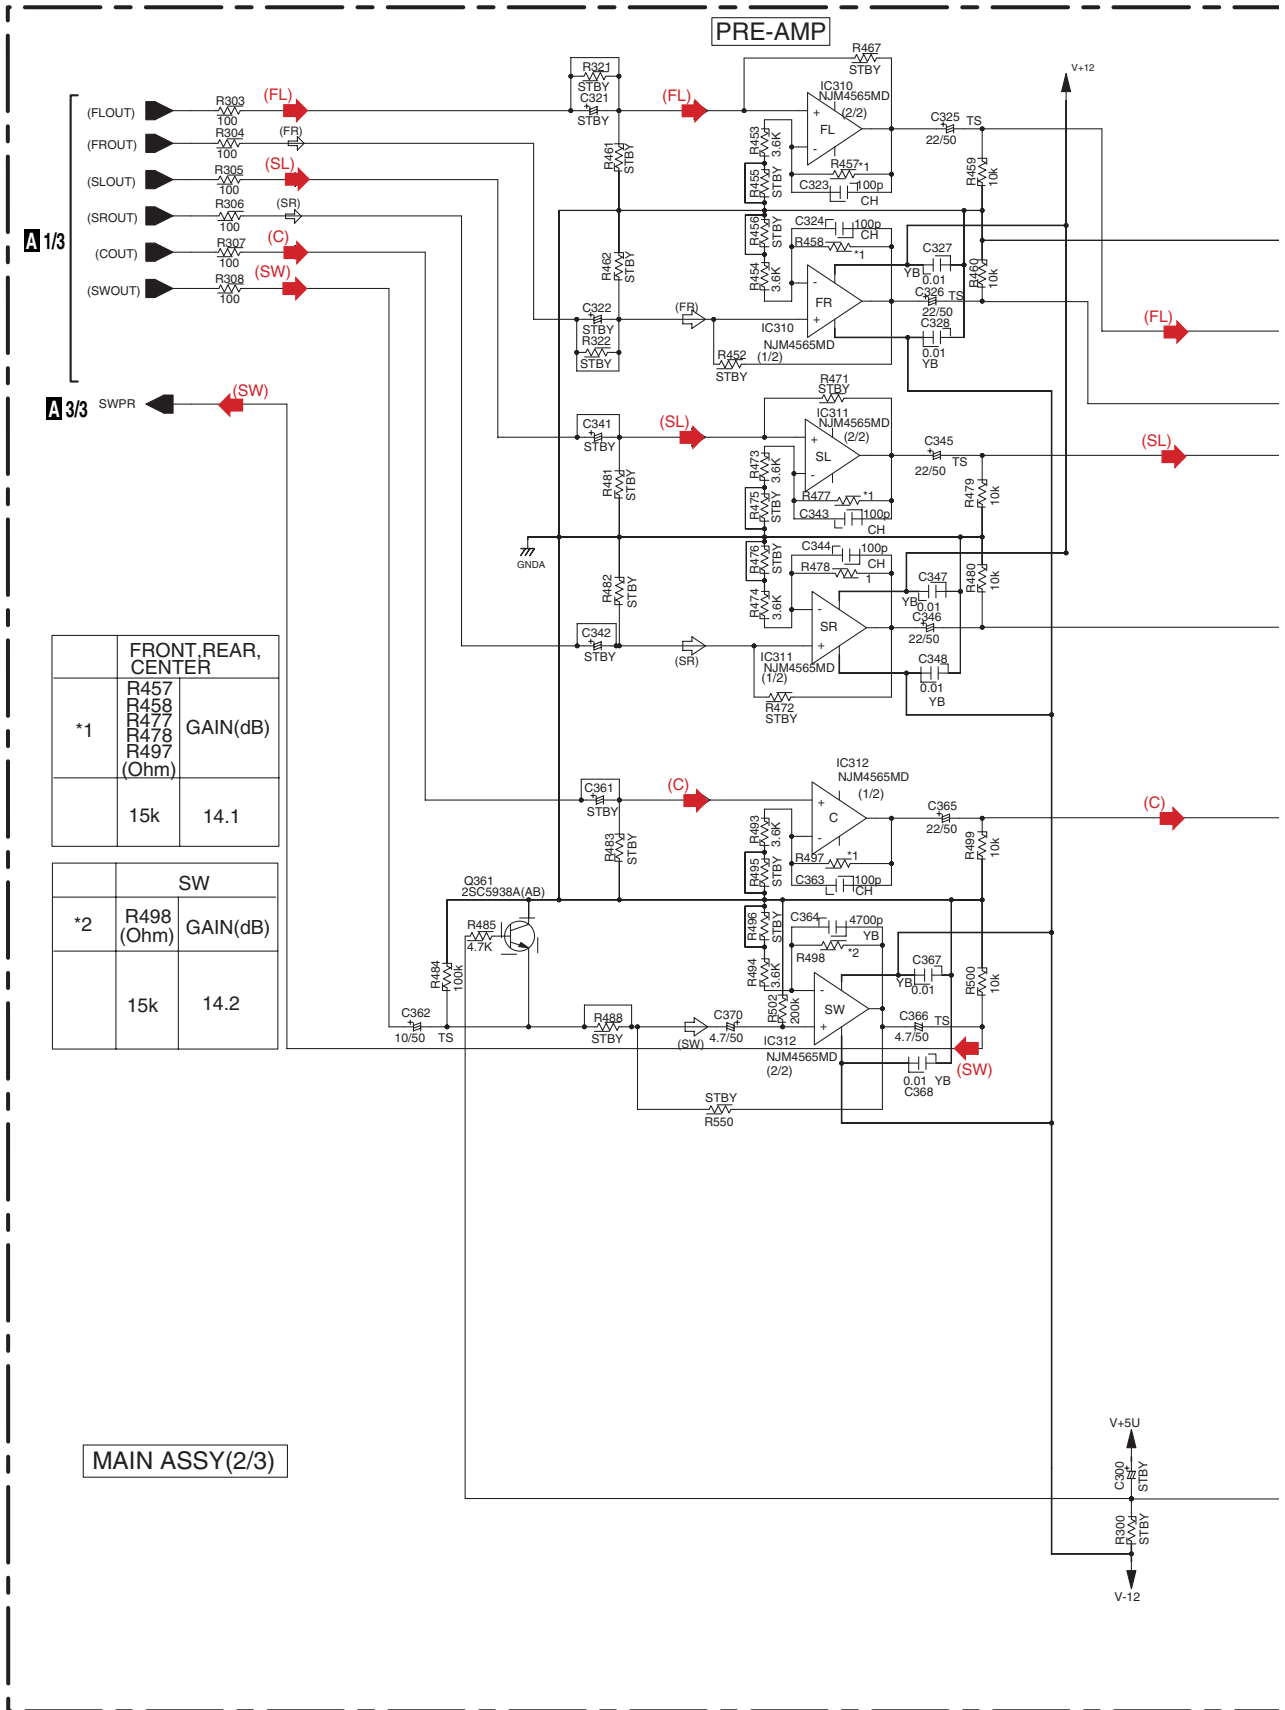 PRE-AMP
R467
STBY
V+12
R321
STBY
C321
STBY
(FL)
IC310
NJM4565MD
(2/2)
+
FL
-
C325
TS
22/50
(FLOUT)
R303
100
(FL)
(FROUT)
R304
100
(FR)
(SLOUT)
R305
100
(SL)
(SROUT)
R306
100
(SR)
(COUT)
R307
100
(C)
(SWOUT)
R308
100
(SW)
A 1/3
R461
STBY
R453
3.6K
R455
STBY
R457
*1
C323
100p
CH
R459
10k
R456
STBY
R454
3.6K
C324
100p
CH
R458
*1
R462
STBY
C327
YB
0.01
C326
TS
22/50
R460
10k
C328
0.01
YB
-
FR
+
IC310
NJM4565MD
(1/2)
C322
STBY
R322
STBY
(FR)
R452
STBY
(FL)
A 3/3
SWPR
(SW)
R471
STBY
IC311
NJM4565MD
(2/2)
C341
STBY
(SL)
+
SL
-
C345
TS
22/50
(SL)
R481
STBY
R473
3.6K
R475
STBY
R477
*1
C343
100p
CH
R479
10k
GNDA
R476
STBY
R474
3.6K
C344
100p
CH
R478
1
R482
STBY
C347
YB
0.01
C346
22/50
R480
10k
C348
0.01
YB
-
SR
+
IC311
NJM4565MD
(1/2)
C342
STBY
(SR)
R472
STBY
FRONT,REAR,
CENTER
*1
R457
R458
R477
R478
R497
(Ohm)
GAIN(dB)
15k
14.1
IC312
NJM4565MD
(1/2)
C361
STBY
(C)
+
C
-
C365
22/50
(C)
R483
STBY
R493
3.6K
R495
STBY
R497
*1
C363
100p
CH
R499
10k
SW
*2
R498
(Ohm)
GAIN(dB)
15k
14.2
Q361
2SC5938A(AB)
R485
4.7K
R484
100k
R496
STBY
R494
3.6K
C364
4700p
YB
R498
*2
R502
200k
C367
YB
0.01
R500
10k
-
SW
+
C362
10/50
TS
R488
STBY
(SW)
C370
4.7/50
IC312
NJM4565MD
(2/2)
C366
TS
4.7/50
0.01
YB
C368
(SW)
STBY
R550
MAIN ASSY(2/3)
V+5U
C300
STBY
R300
STBY
V-12